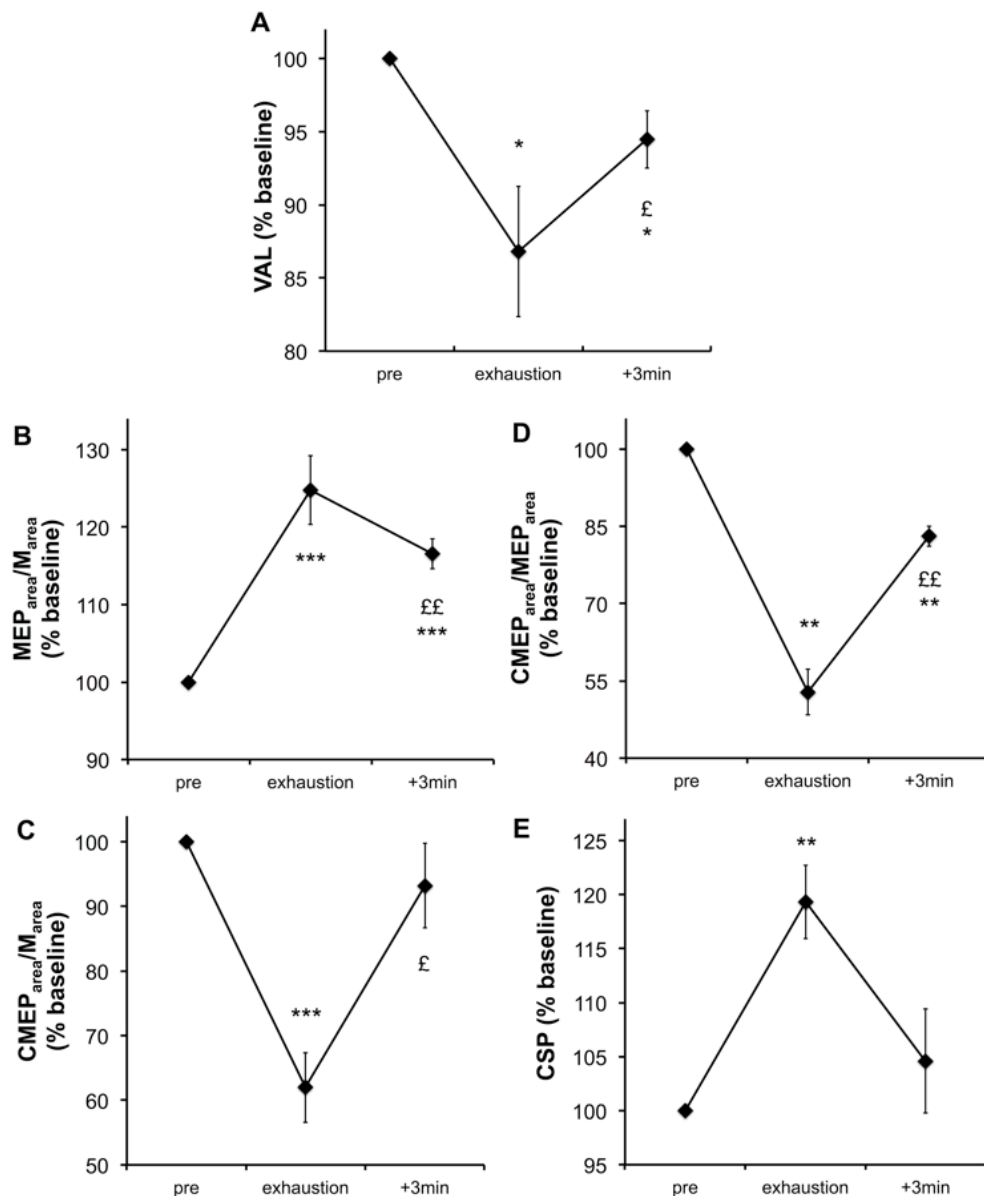 A
VAL (% baseline)
100
95
90
85
80
*
£
*
pre exhaustion +3min
B
MEParea/Marea
(% baseline)
130
120
110
100
90
***
££
***
pre exhaustion +3min
D
CMEParea/MEParea
(% baseline)
100
85
70
55
40
**
££
**
pre exhaustion +3min
C
CMEParea/Marea
(% baseline)
100
90
80
70
60
50
***
£
pre exhaustion +3min
E
CSP (% baseline)
125
120
115
110
105
100
95
**
pre exhaustion +3min